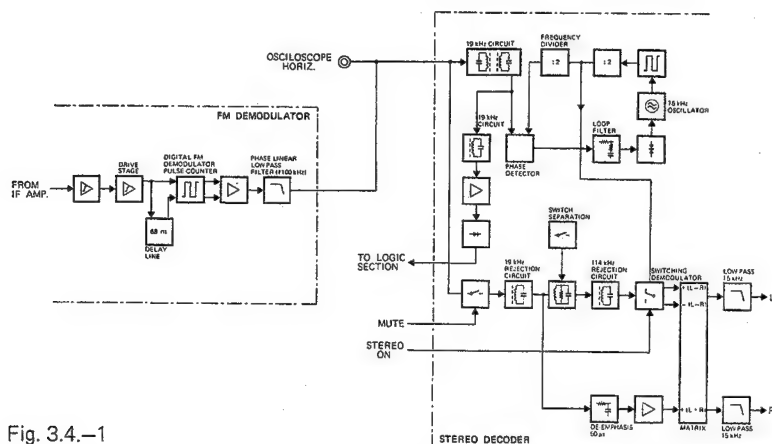 OSCILOSCOPE
HORIZ.
19 kHz CIRCUIT
FREQUENCY
DIVIDER
:2
:2
76 kHz
OSCILLATOR
19 kHz
CIRCUIT
LOOP
FILTER
PHASE
DETECTOR
FM DEMODULATOR
DRIVE
STAGE
DIGITAL FM
DEMODULATOR
PULSE COUNTER
PHASE LINEAR
LOW PASS
FILTER (f100 kHz)
FROM
IF AMP.
68 ns
DELAY
LINE
SWITCH
SEPARATION
TO LOGIC
SECTION
19 kHz
REJECTION
CIRCUIT
114 kHz
REJECTION
CIRCUIT
SWITCHING
DEMODULATOR
LOW PASS
15 kHz
+(L-R)
-(L-R)
L
MUTE
STEREO
ON
DE EMPHASIS
50 µs
+(L+R)
MATRIX
LOW PASS
15 kHz
R
STEREO DECODER
Fig. 3.4.–1